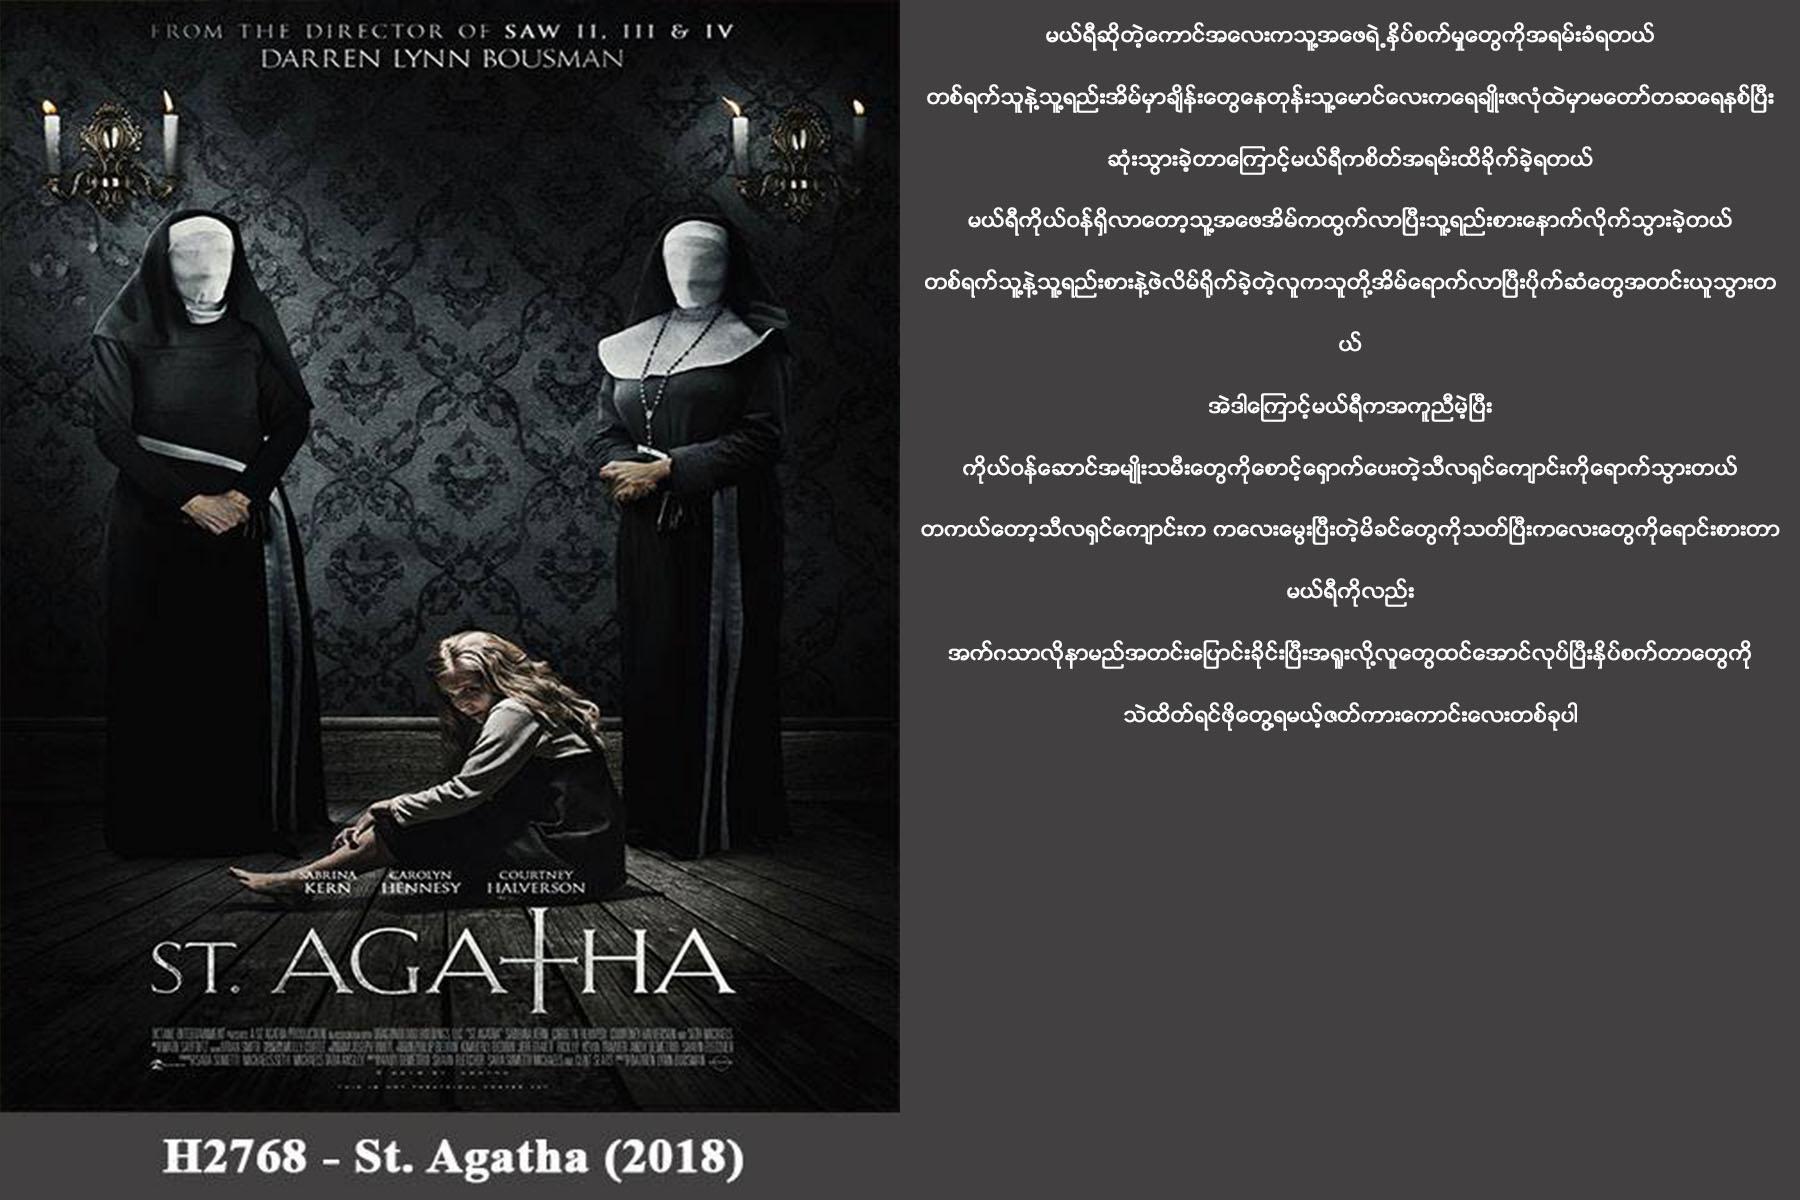 FROM THE DIRECTOR OF SAW II, III & IV
DARREN LYNN BOUSMAN
SABRINA KERN CAROLYN HENNESY COURTNEY HALVERSON
ST. AGATHA
H2768 - St. Agatha (2018)
မယ်ရီဆိုတဲ့ကောင်အလေးကသူ့အဖေရဲ့နှိပ်စက်မှုတွေကိုအရမ်းခံရတယ်
တစ်ရက်သူနဲ့သူ့ရည်းအိမ်မှာချိန်းတွေနေတုန်းသူ့မောင်လေးကရေချိုးဇလုံထဲမှာမတော်တဆရေနစ်ပြီး
ဆုံးသွားခဲ့တာကြောင့်မယ်ရီကစိတ်အရမ်းထိခိုက်ခဲ့ရတယ်
မယ်ရီကိုယ်ဝန်ရှိလာတော့သူ့အဖေအိမ်ကထွက်လာပြီးသူ့ရည်းစားနောက်လိုက်သွားခဲ့တယ်
တစ်ရက်သူ့နဲ့သူ့ရည်းစားနဲ့ဖဲလိမ်ရိုက်ခဲ့တဲ့လူကသူတို့အိမ်ရောက်လာပြီးပိုက်ဆံတွေအတင်းယူသွားတ
ယ်
အဲဒါကြောင့်မယ်ရီကအကူညီမဲ့ပြီး
ကိုယ်ဝန်ဆောင်အမျိုးသမီးတွေကိုစောင့်ရှောက်ပေးတဲ့သီလရှင်ကျောင်းကိုရောက်သွားတယ်
တကယ်တော့သီလရှင်ကျောင်းက ကလေးမွေးပြီးတဲ့မိခင်တွေကိုသတ်ပြီးကလေးတွေကိုရောင်းစားတာ
မယ်ရီကိုလည်း
အက်ဂသာလိုနာမည်အတင်းပြောင်းခိုင်းပြီးအရူးလို့လူတွေထင်အောင်လုပ်ပြီးနှိပ်စက်တာတွေကို
သဲထိတ်ရင်ဖိုတွေ့ရမယ့်ဇတ်ကားကောင်းလေးတစ်ခုပါ